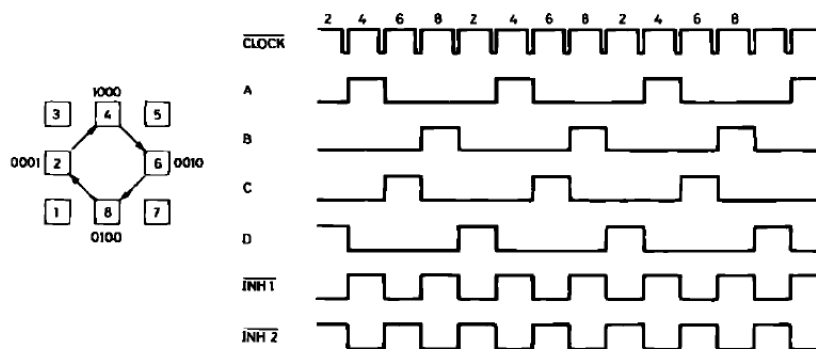 2 4 6 8 2 4 6 8 2 4 6 8
CLOCK
A
B
C
D
INH 1
INH 2
1000
3 4 5
0001 2 6 0010
1 8 7
0100